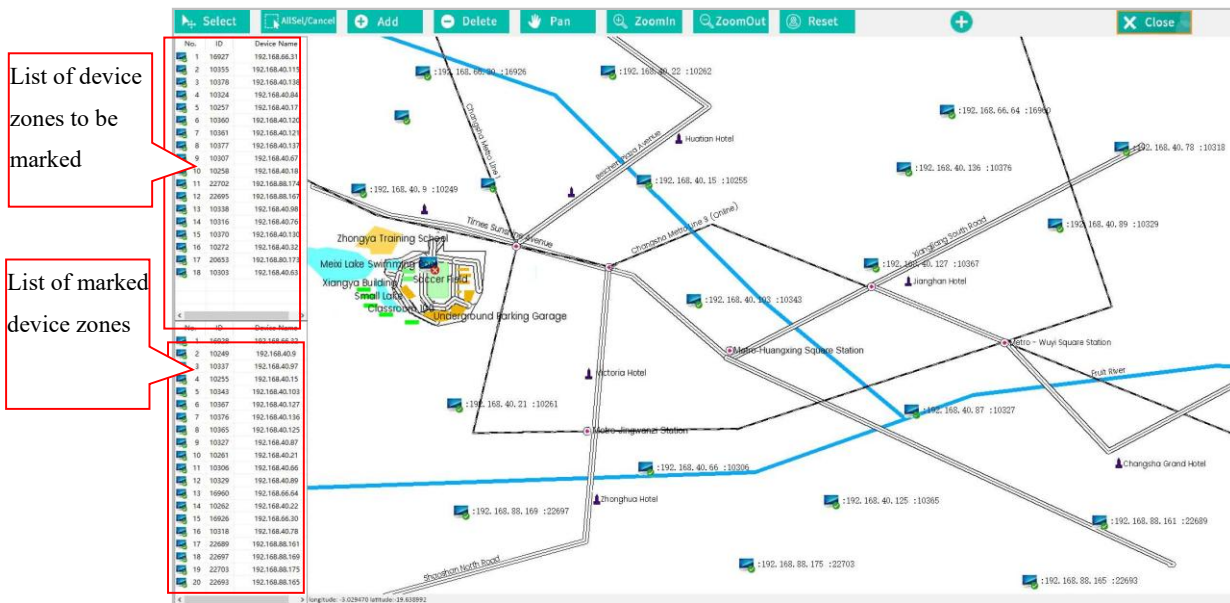 Select
AllSel/Cancel
Add
Delete
Pan
ZoomIn
ZoomOut
Reset
Close
List of device
zones to be
marked
No. ID Device Name
1 16927 192.168.66.31
2 10355 192.168.40.115
3 10378 192.168.40.138
4 10324 192.168.40.84
5 10257 192.168.40.17
6 10360 192.168.40.120
7 10361 192.168.40.121
8 10377 192.168.40.137
9 10307 192.168.40.67
10 10258 192.168.40.18
11 22702 192.168.88.174
12 22695 192.168.88.167
13 10338 192.168.40.98
14 10316 192.168.40.76
15 10370 192.168.40.130
16 10272 192.168.40.32
17 20653 192.168.80.173
18 10303 192.168.40.63
List of marked
device zones
No. ID Device Name
1 16928 192.168.66.32
2 10249 192.168.40.9
3 10337 192.168.40.97
4 10255 192.168.40.15
5 10343 192.168.40.103
6 10367 192.168.40.127
7 10376 192.168.40.136
8 10365 192.168.40.125
9 10327 192.168.40.87
10 10261 192.168.40.21
11 10306 192.168.40.66
12 10329 192.168.40.89
13 16960 192.168.66.64
14 10262 192.168.40.22
15 16926 192.168.66.30
16 10318 192.168.40.78
17 22689 192.168.88.161
18 22697 192.168.88.169
19 22703 192.168.88.175
20 22693 192.168.88.165
:192.168.66.30 :16926
:192.168.40.22 :10262
:192.168.66.64 :16960
Changsha Metro Line 1
Huatian Hotel
Beichenhaza Avenue
:192.168.40.78 :10318
:192.168.40.136 :10376
:192.168.40.9 :10249
:192.168.40.15 :10255
Times Sunshine Avenue
Changsha Metro Line 3 (Online)
Xiangjiang South Road
:192.168.40.89 :10329
Zhongya Training School
Meixi Lake Swimming Pool
:192.168.40.127 :10367
Xiangya Building
Soccer Field
Jianghan Hotel
Small Lake
:192.168.40.103 :10343
Underground Parking Garage
Metro-Huangxing Square Station
Metro - Wuyi Square Station
Victoria Hotel
Fruit River
:192.168.40.21 :10261
:192.168.40.87 :10327
Metro-Jingwanzi Station
:192.168.40.66 :10306
Changsha Grand Hotel
Zhonghua Hotel
:192.168.40.125 :10365
:192.168.88.169 :22697
:192.168.88.161 :22689
:192.168.88.175 :22703
Shaoshan North Road
:192.168.88.165 :22693
longitude: -3.029470 latitude:-19.638992